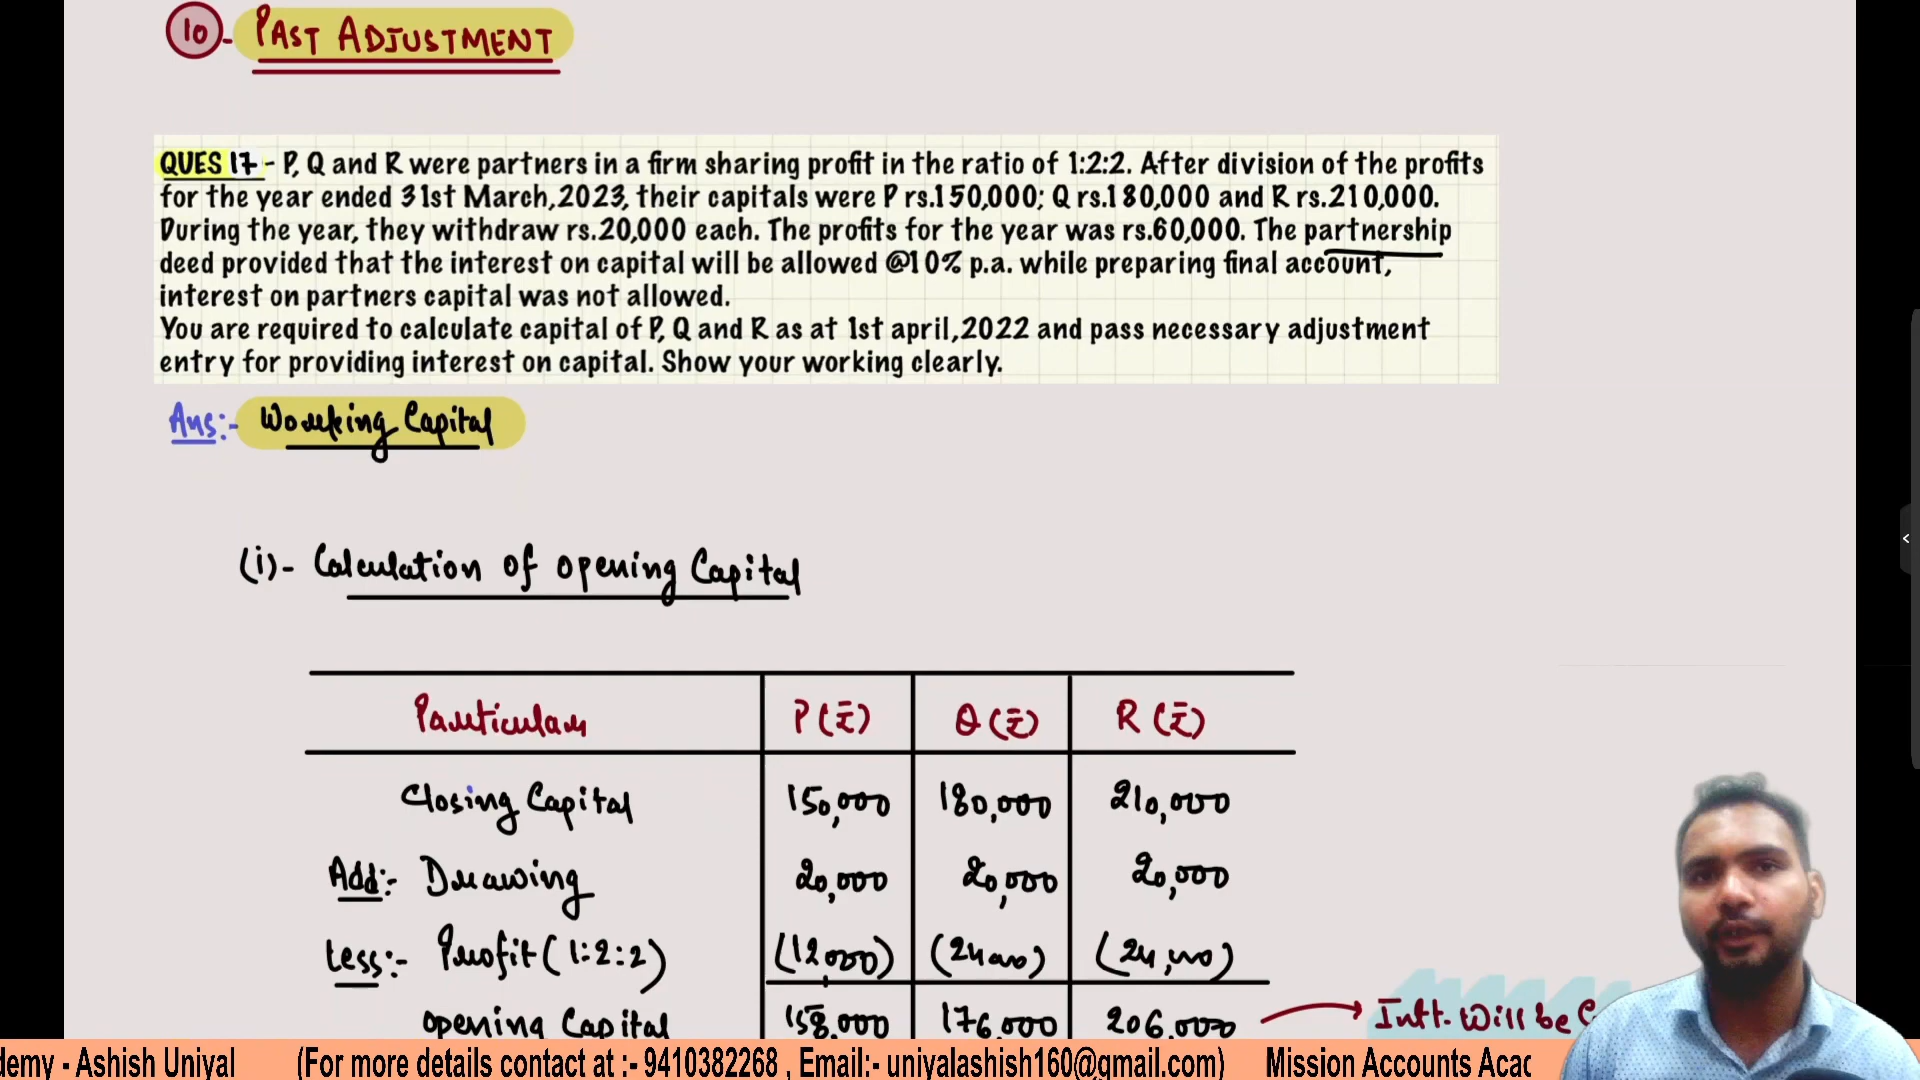 10 - PAST ADJUSTMENT
QUES 17 - P, Q and R were partners in a firm sharing profit in the ratio of 1:2:2. After division of the profits
for the year ended 31st March,2023, their capitals were P rs.150,000; Q rs.180,000 and R rs.210,000.
During the year, they withdraw rs.20,000 each. The profits for the year was rs.60,000. The partnership
deed provided that the interest on capital will be allowed @10% p.a. while preparing final account,
interest on partners capital was not allowed.
You are required to calculate capital of P, Q and R as at 1st april,2022 and pass necessary adjustment
entry for providing interest on capital. Show your working clearly.
Ans:- Working Capital
(i)- Calculation of opening Capital
Particulars P(₹) Q(₹) R(₹)
Closing Capital 150,000 180,000 210,000
Add:- Drawing 20,000 20,000 20,000
Less:- Profit (1:2:2) (12,000) (24000) (24,000)
opening Capital 158,000 176,000 206,000 → Intt. will be C
demy - Ashish Uniyal (For more details contact at :- 9410382268 , Email:- uniyalashish160@gmail.com) Mission Accounts Acad
<